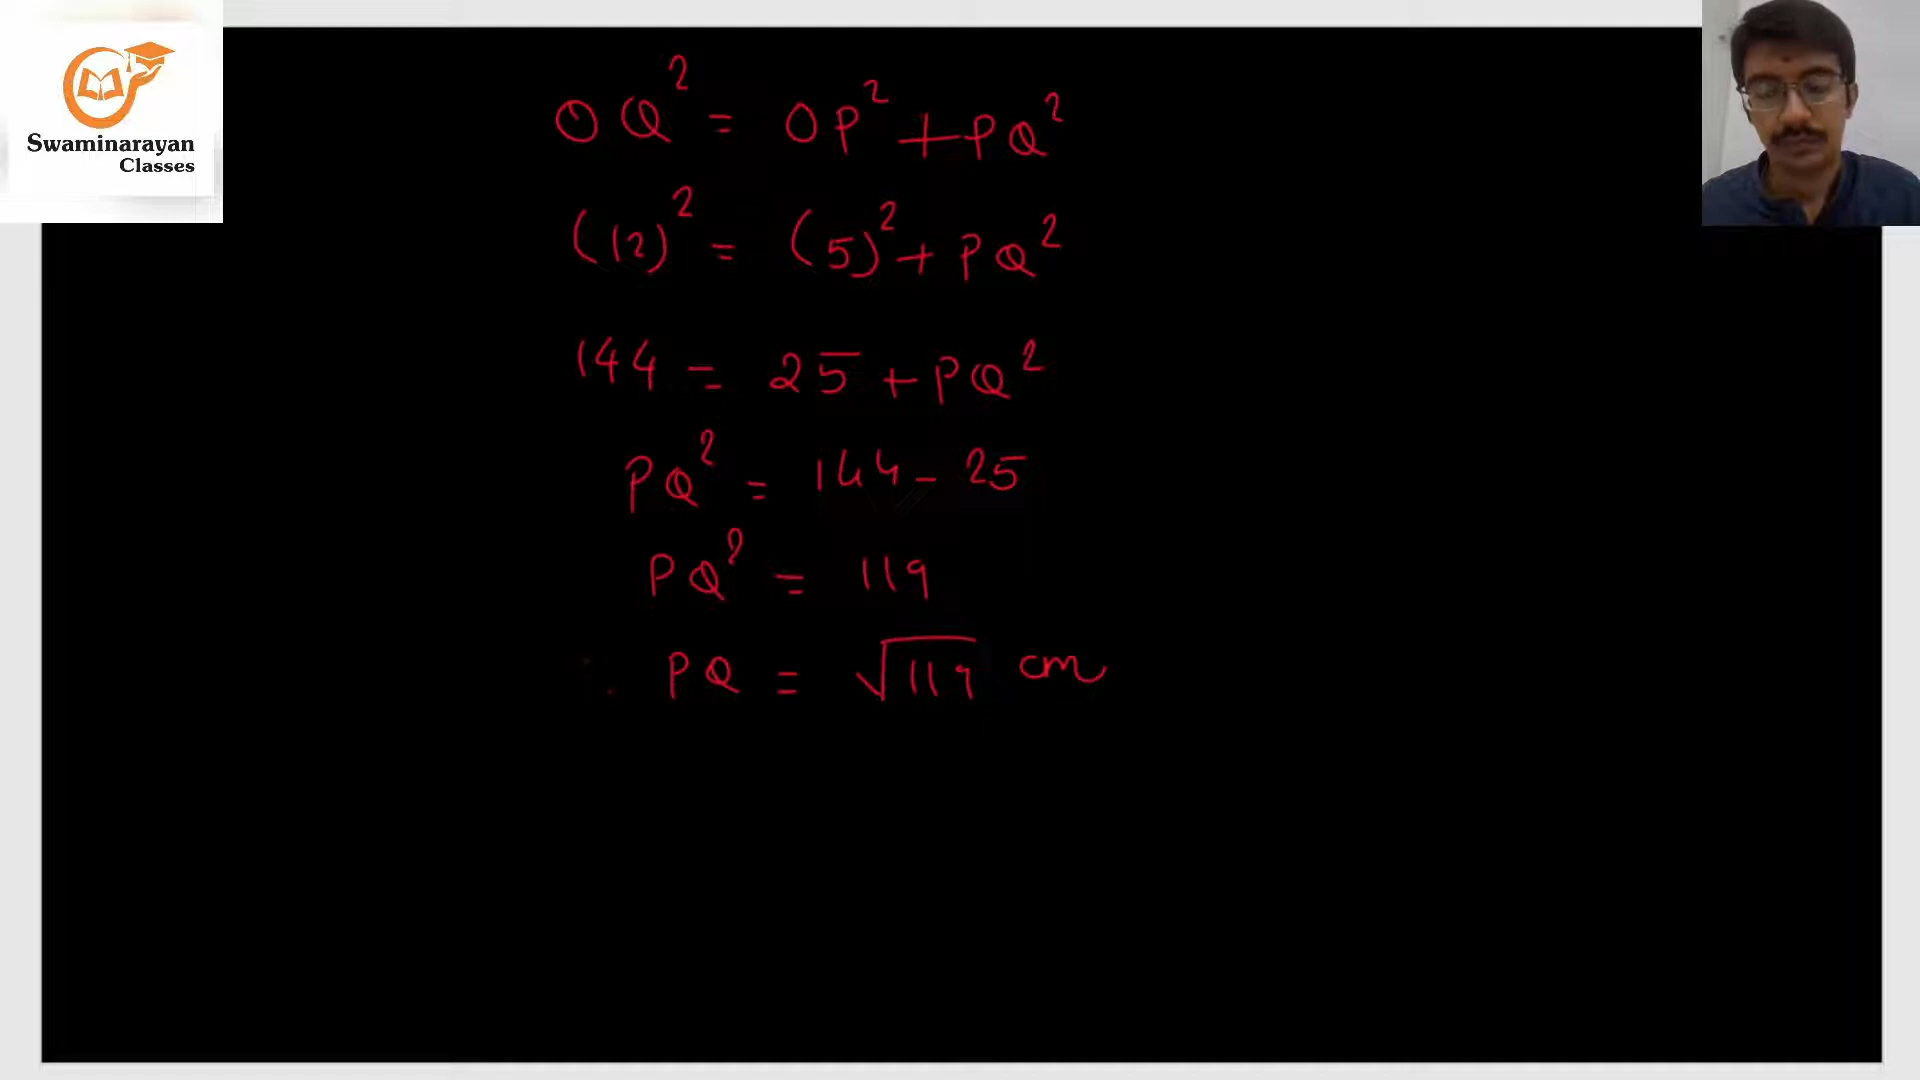 Swaminarayan
Classes
OQ² = OP² + PQ²
(12)² = (5)² + PQ²
144 = 25 + PQ²
PQ² = 144 - 25
PQ² = 119
PQ = √119 cm